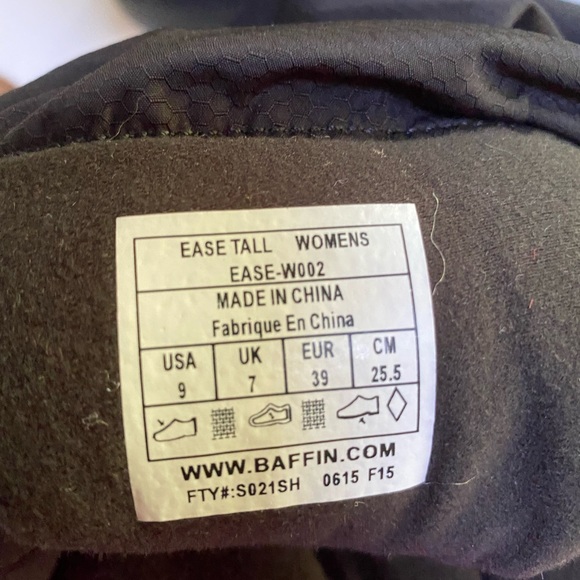 EASE TALL WOMENS
EASE-W002
MADE IN CHINA
Fabrique En China
USA UK EUR CM
9 7 39 25.5
WWW.BAFFIN.COM
FTY#:S021SH 0615 F15